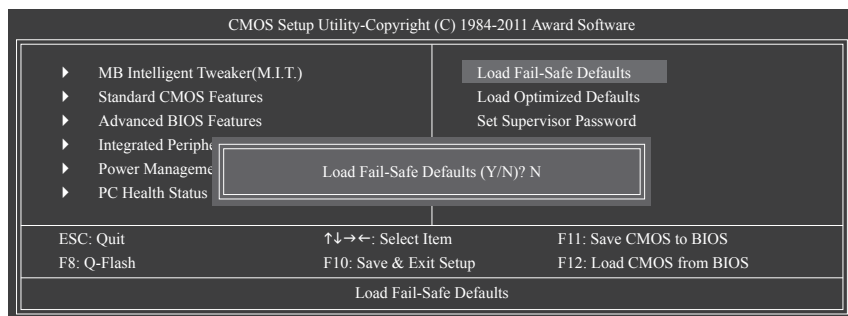 CMOS Setup Utility-Copyright (C) 1984-2011 Award Software
MB Intelligent Tweaker(M.I.T.)
Standard CMOS Features
Advanced BIOS Features
Integrated
Power
PC Health Status
Load Fail-Safe Defaults
Load Optimized Defaults
Set Supervisor Password
Load Fail-Safe Defaults (Y/N)? N
ESC: Quit
↑↓→←: Select Item
F11: Save CMOS to BIOS
F8: Q-Flash
F10: Save & Exit Setup
F12: Load CMOS from BIOS
Load Fail-Safe Defaults